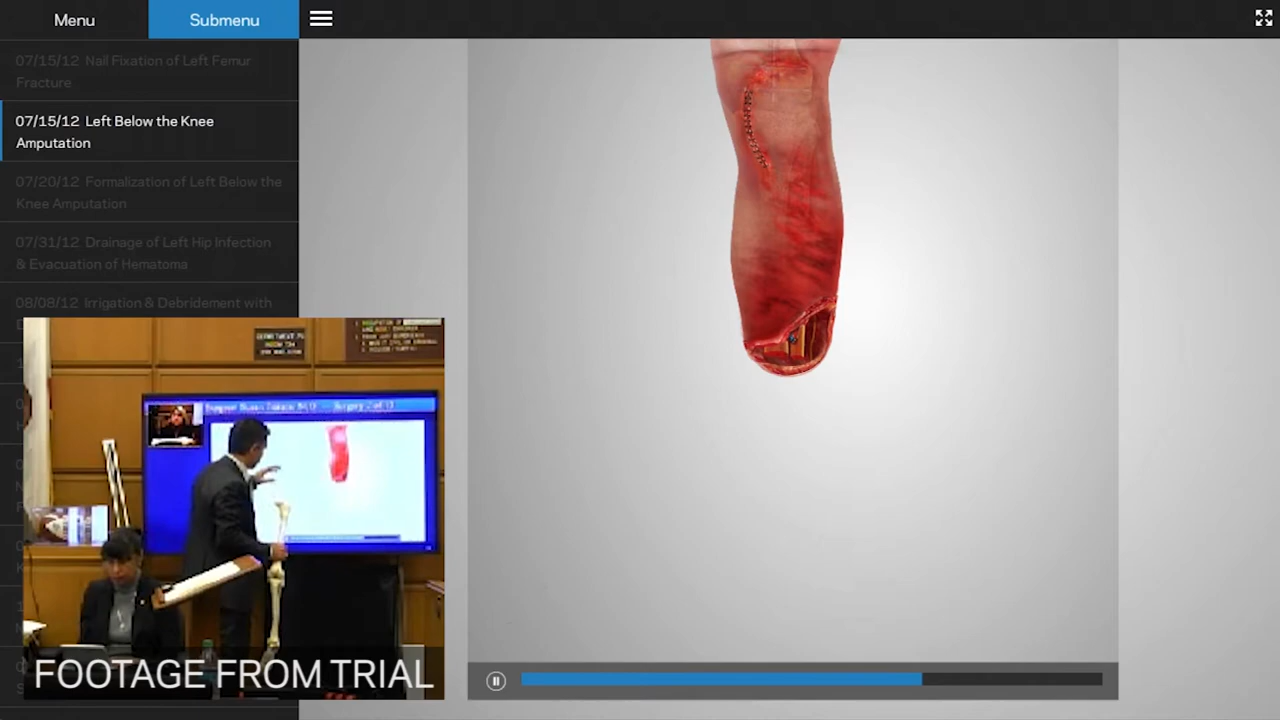 Menu
Submenu
07/15/12 Nail Fixation of Left Femur
Fracture
07/15/12 Left Below the Knee
Amputation
07/20/12 Formalization of Left Below the
Knee Amputation
07/31/12 Drainage of Left Hip Infection
& Evacuation of Hematoma
08/08/12 Irrigation & Debridement with
DEPARTMENT
FOOTAGE FROM TRIAL